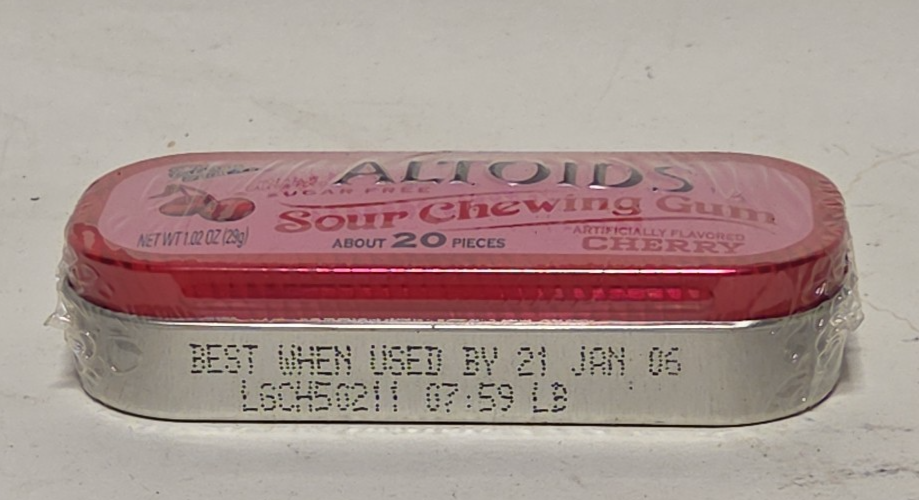 ALTOIDS
SUGAR FREE
Sour Chewing Gum
ARTIFICIALLY FLAVORED
CHERRY
ABOUT 20 PIECES
NET WT 1.02 OZ (29g)
BEST WHEN USED BY 21 JAN 06
LGCH50211 07:59 LB